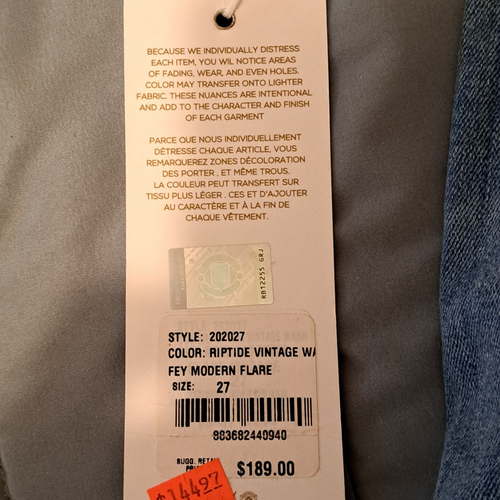 BECAUSE WE INDIVIDUALLY DISTRESS
EACH ITEM, YOU WIL NOTICE AREAS
OF FADING, WEAR, AND EVEN HOLES.
COLOR MAY TRANSFER ONTO LIGHTER
FABRIC. THESE NUANCES ARE INTENTIONAL
AND ADD TO THE CHARACTER AND FINISH
OF EACH GARMENT
PARCE QUE NOUS INDIVIDUELLEMENT
DÉTRESSE CHAQUE ARTICLE, VOUS
REMARQUEREZ ZONES DÉCOLORATION
DES PORTER , ET MÊME TROUS.
LA COULEUR PEUT TRANSFERT SUR
TISSU PLUS LÉGER . CES ET D'AJOUTER
AU CARACTÈRE ET À LA FIN DE
CHAQUE VÊTEMENT.
RB12255 GRJ
STYLE: 202027
COLOR: RIPTIDE VINTAGE WA
FEY MODERN FLARE
SIZE: 27
883682440940
SUGG. RETA
$189.00
$144.97